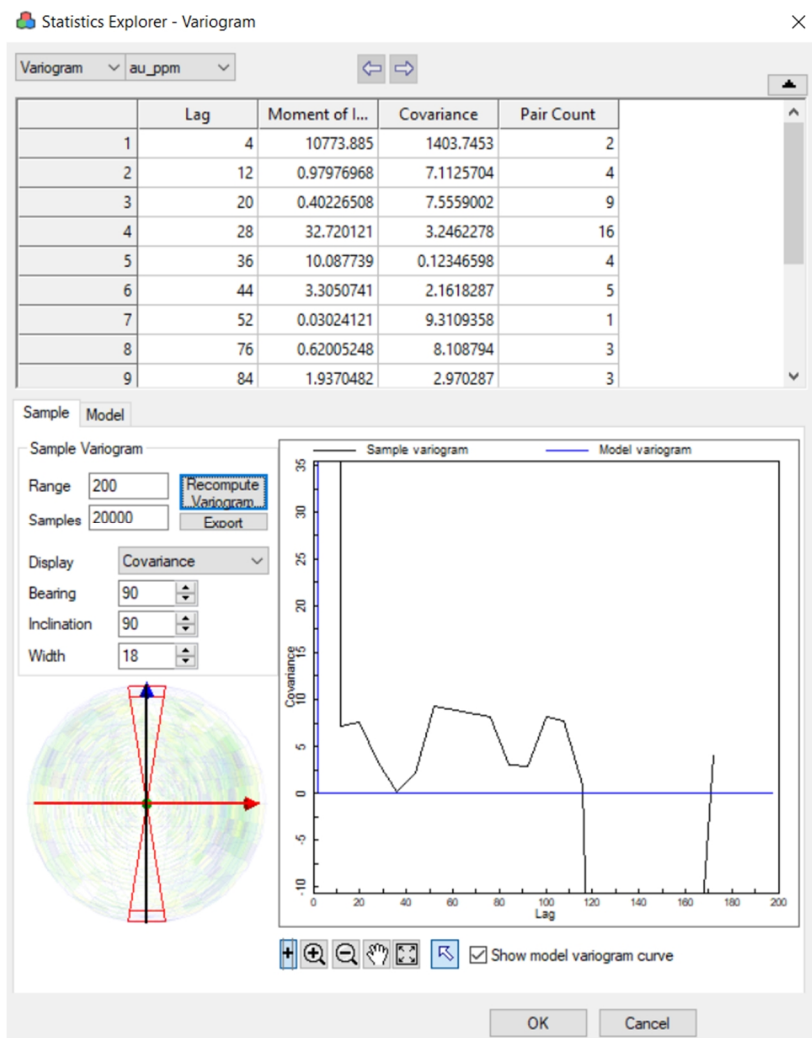 Statistics Explorer - Variogram
Variogram au_ppm
Lag Moment of I... Covariance Pair Count
1 4 10773.885 1403.7453 2
2 12 0.97976968 7.1125704 4
3 20 0.40226508 7.5559002 9
4 28 32.720121 3.2462278 16
5 36 10.087739 0.12346598 4
6 44 3.3050741 2.1618287 5
7 52 0.03024121 9.3109358 1
8 76 0.62005248 8.108794 3
9 84 1.9370482 2.970287 3
Sample Model
Sample Variogram
Range 200
Recompute
Variogram
Samples 20000
Export
Display Covariance
Bearing 90
Inclination 90
Width 18
Sample variogram Model variogram
35
30
25
20
15
10
5
0
-5
-10
Covariance
0 20 40 60 80 100 120 140 160 180 200
Lag
Show model variogram curve
OK Cancel